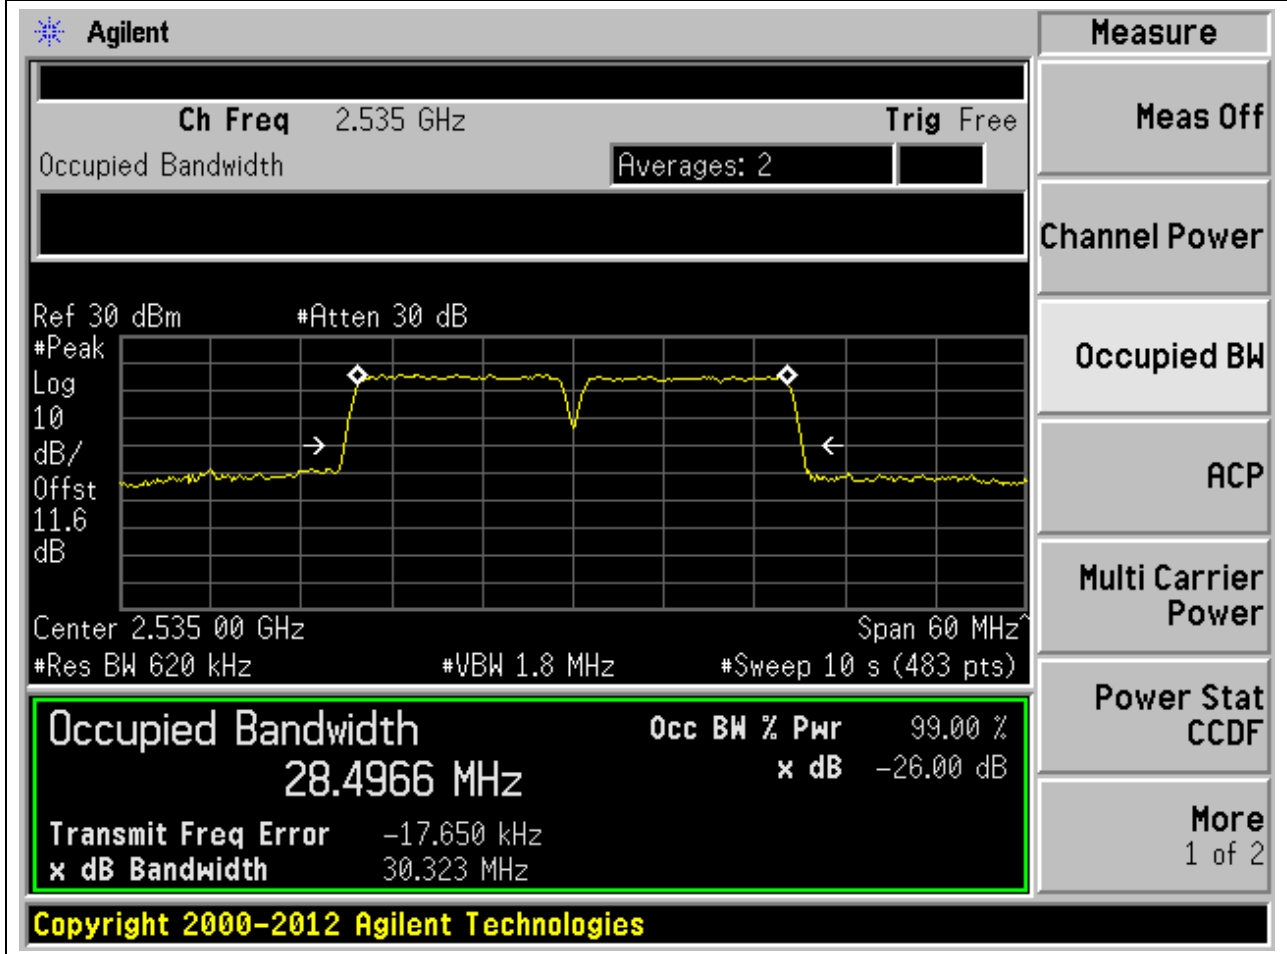 Agilent
Measure
Ch Freq 2.535 GHz Trig Free
Occupied Bandwidth Averages: 2
Meas Off
Channel Power
Occupied BW
ACP
Multi Carrier
Power
Power Stat
CCDF
More
1 of 2
Ref 30 dBm #Atten 30 dB
#Peak
Log
10
dB/
Offst
11.6
dB
Center 2.535 00 GHz Span 60 MHz^
#Res BW 620 kHz #VBW 1.8 MHz #Sweep 10 s (483 pts)
Occupied Bandwidth Occ BW % Pwr 99.00 %
28.4966 MHz x dB -26.00 dB
Transmit Freq Error -17.650 kHz
x dB Bandwidth 30.323 MHz
Copyright 2000-2012 Agilent Technologies